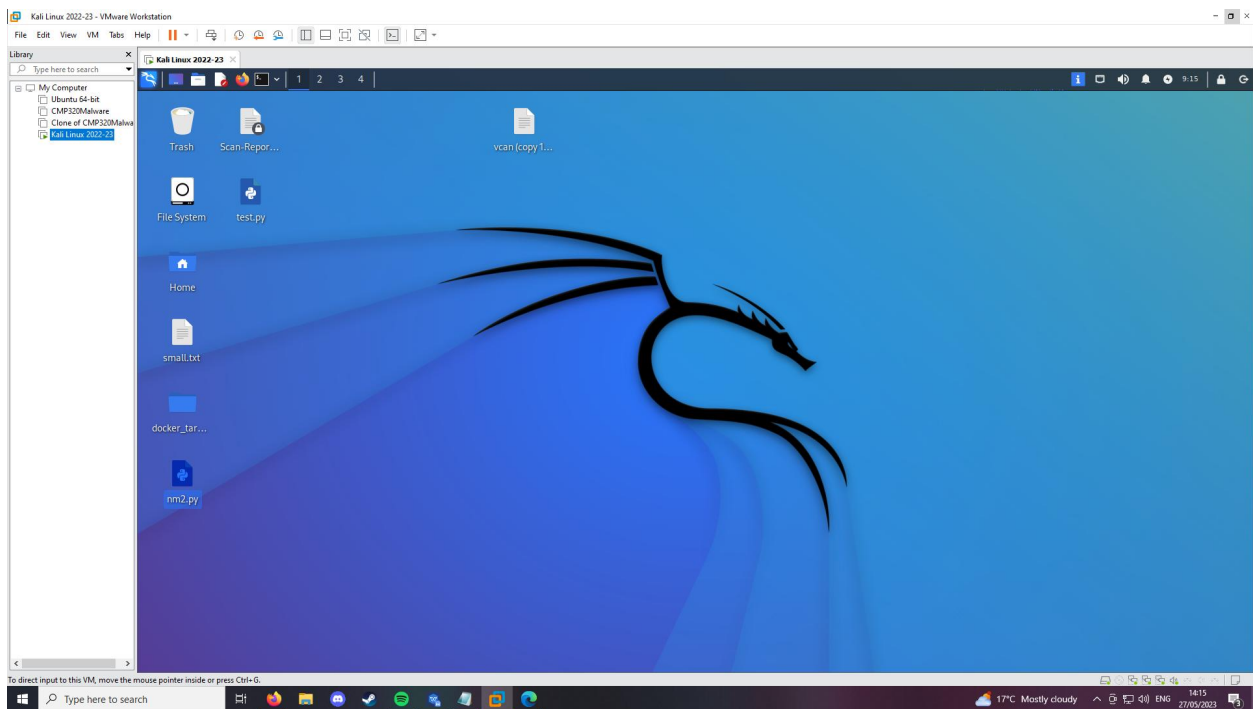 Kali Linux 2022-23 - VMware Workstation
File Edit View VM Tabs Help
Library
Type here to search
My Computer
Ubuntu 64-bit
CMP320Malware
Clone of CMP320Malwa
Kali Linux 2022-23
Kali Linux 2022-23
1 2 3 4
9:15
Trash
Scan-Repor...
vcan (copy 1...
File System
test.py
Home
small.txt
docker_tar...
nm2.py
To direct input to this VM, move the mouse pointer inside or press Ctrl+G.
Type here to search
17°C Mostly cloudy
ENG
14:15
27/05/2023